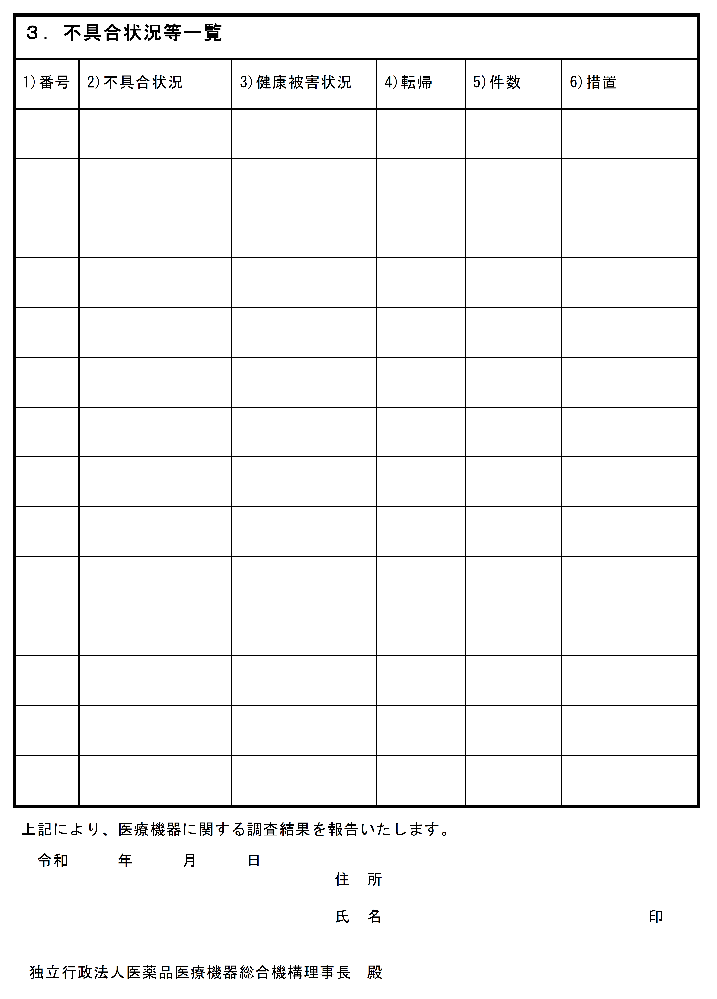 ３． 不具合状況等一覧
1)番号 2)不具合状況 3)健康被害状況 4)転帰 5)件数 6)措置
上記により、医療機器に関する調査結果を報告いたします。
令和　　　年　　　月　　　日
住　所
氏　名　　　　　　　　　　　　　　　　印
独立行政法人医薬品医療機器総合機構理事長　殿